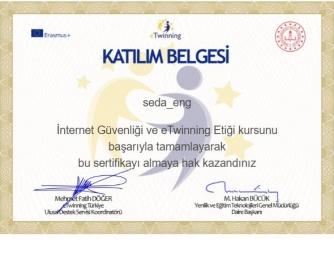 Erasmus+
eTwinning
KATILIM BELGESİ
seda_eng
İnternet Güvenliği ve eTwinning Etiği kursunu
başarıyla tamamlayarak
bu sertifikayı almaya hak kazandınız
Mehmet Fatih DÖĞER
eTwinning Türkiye
Ulusal Destek Servisi Koordinatörü
M. Hakan BÜCÜK
Yenilik ve Eğitim Teknolojileri Genel Müdürlüğü
Daire Başkanı